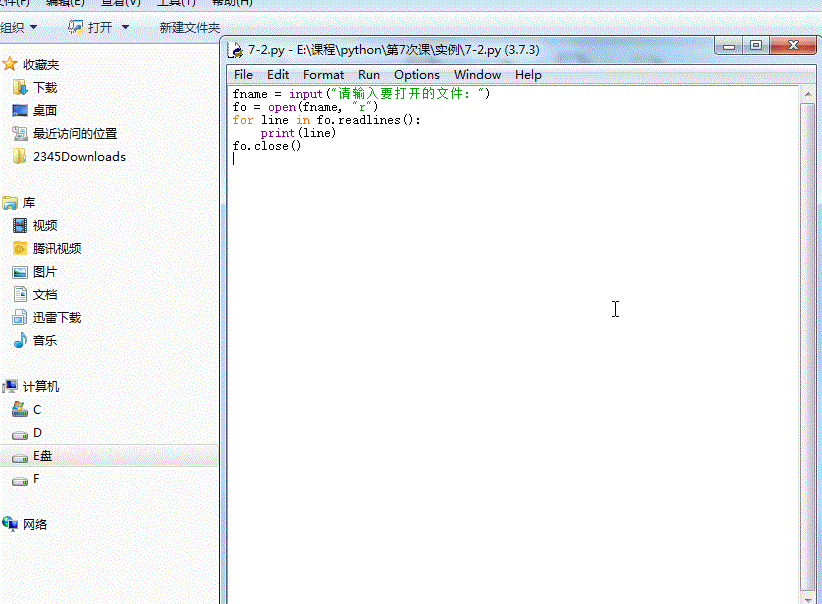 文件(F) 编辑(E) 查看(V) 工具(T) 帮助(H)
组织 打开 新建文件夹
收藏夹
下载
桌面
最近访问的位置
2345Downloads
库
视频
腾讯视频
图片
文档
迅雷下载
音乐
计算机
C
D
E盘
F
网络
7-2.py - E:\课程\python\第7次课\实例\7-2.py (3.7.3)
File Edit Format Run Options Window Help
fname = input("请输入要打开的文件: ")
fo = open(fname, "r")
for line in fo.readlines():
    print(line)
fo.close()